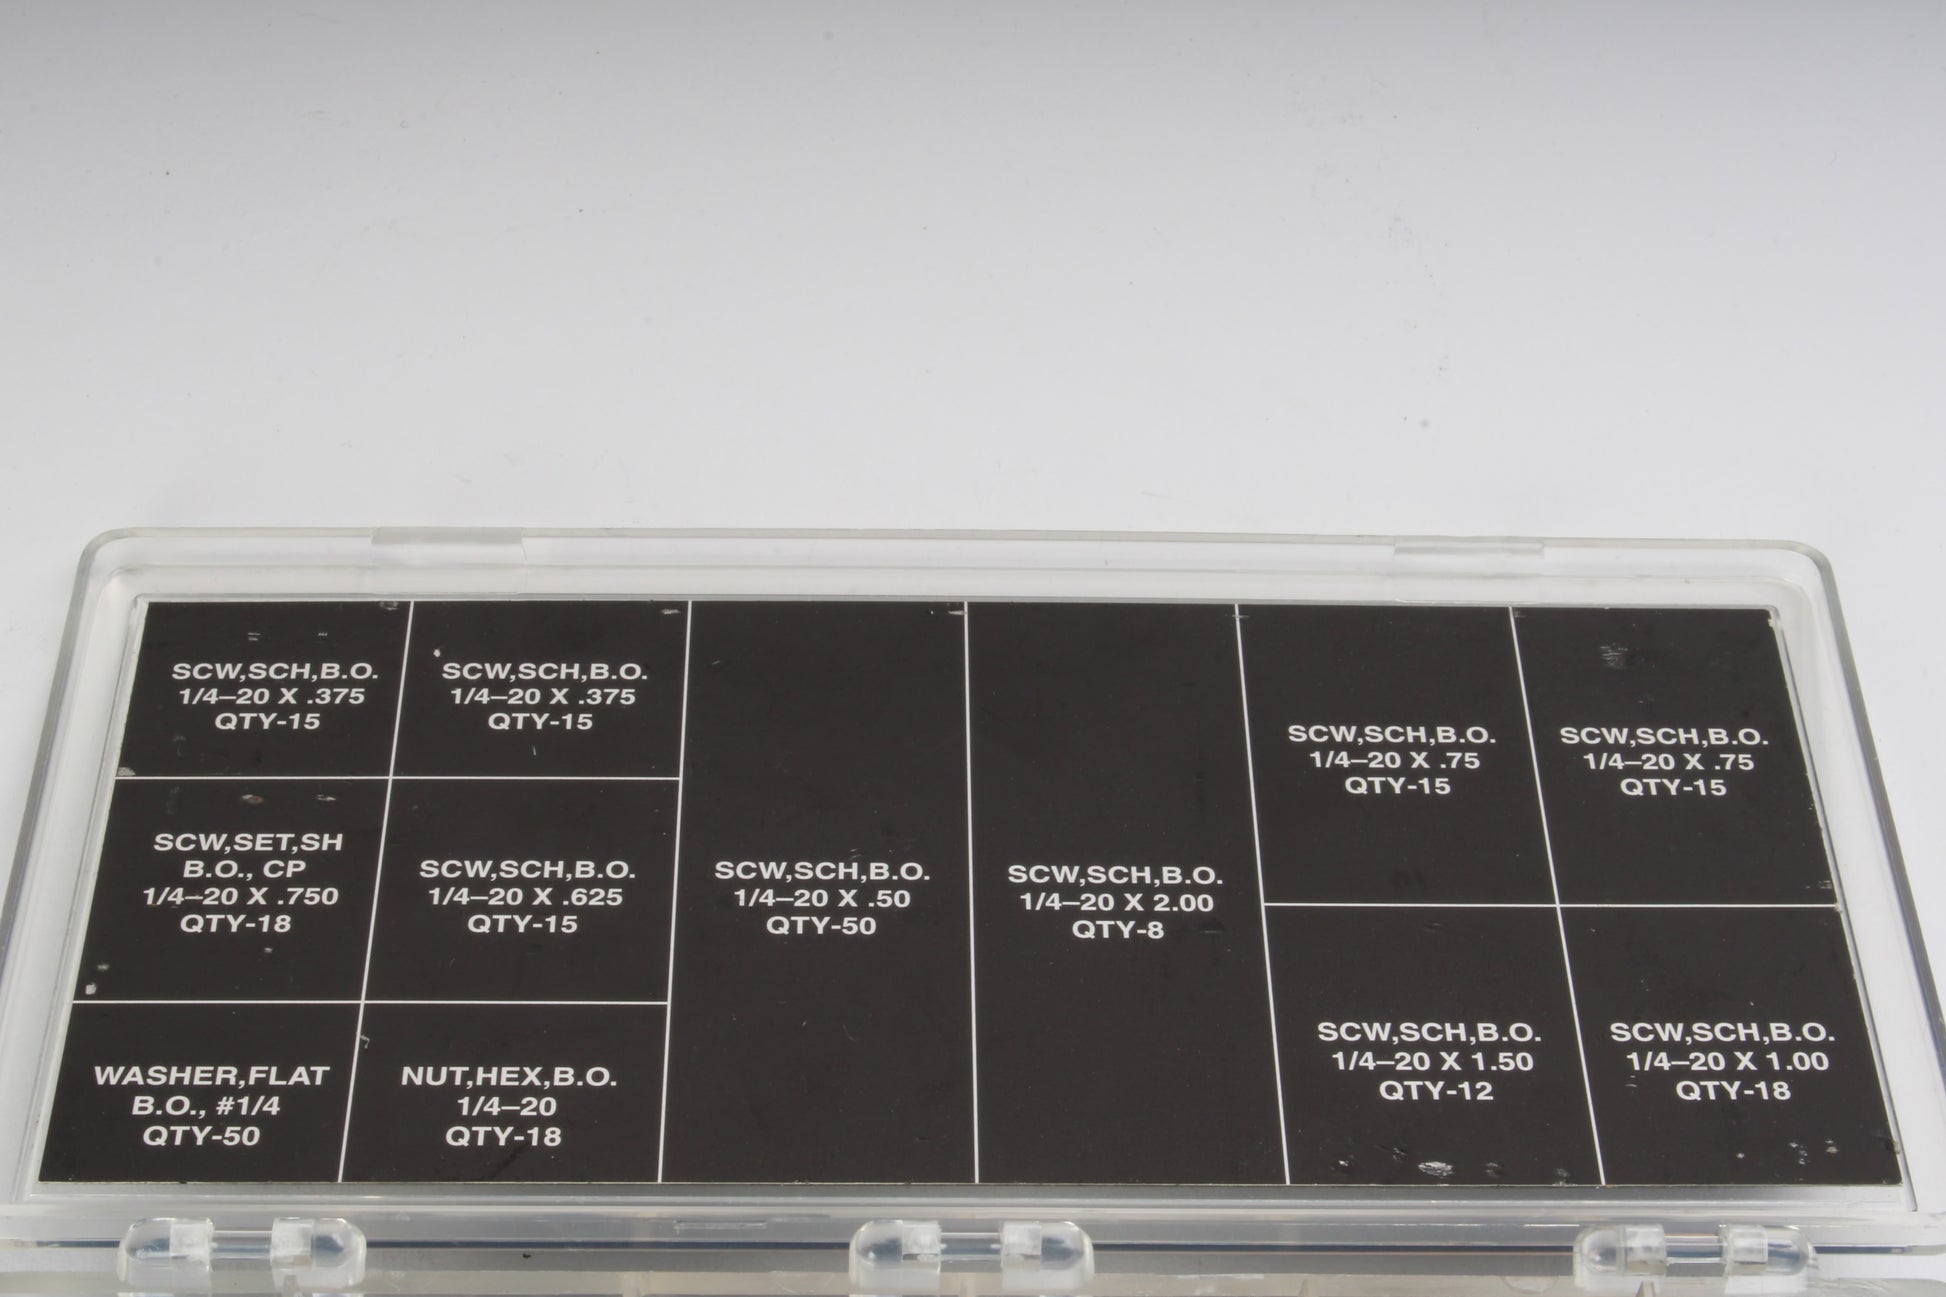 SCW,SCH,B.O.
1/4–20 X .375
QTY-15
SCW,SCH,B.O.
1/4–20 X .375
QTY-15
SCW,SET,SH
B.O., CP
1/4–20 X .750
QTY-18
SCW,SCH,B.O.
1/4–20 X .625
QTY-15
WASHER,FLAT
B.O., #1/4
QTY-50
NUT,HEX,B.O.
1/4–20
QTY-18
SCW,SCH,B.O.
1/4–20 X .50
QTY-50
SCW,SCH,B.O.
1/4–20 X 2.00
QTY-8
SCW,SCH,B.O.
1/4–20 X .75
QTY-15
SCW,SCH,B.O.
1/4–20 X .75
QTY-15
SCW,SCH,B.O.
1/4–20 X 1.50
QTY-12
SCW,SCH,B.O.
1/4–20 X 1.00
QTY-18